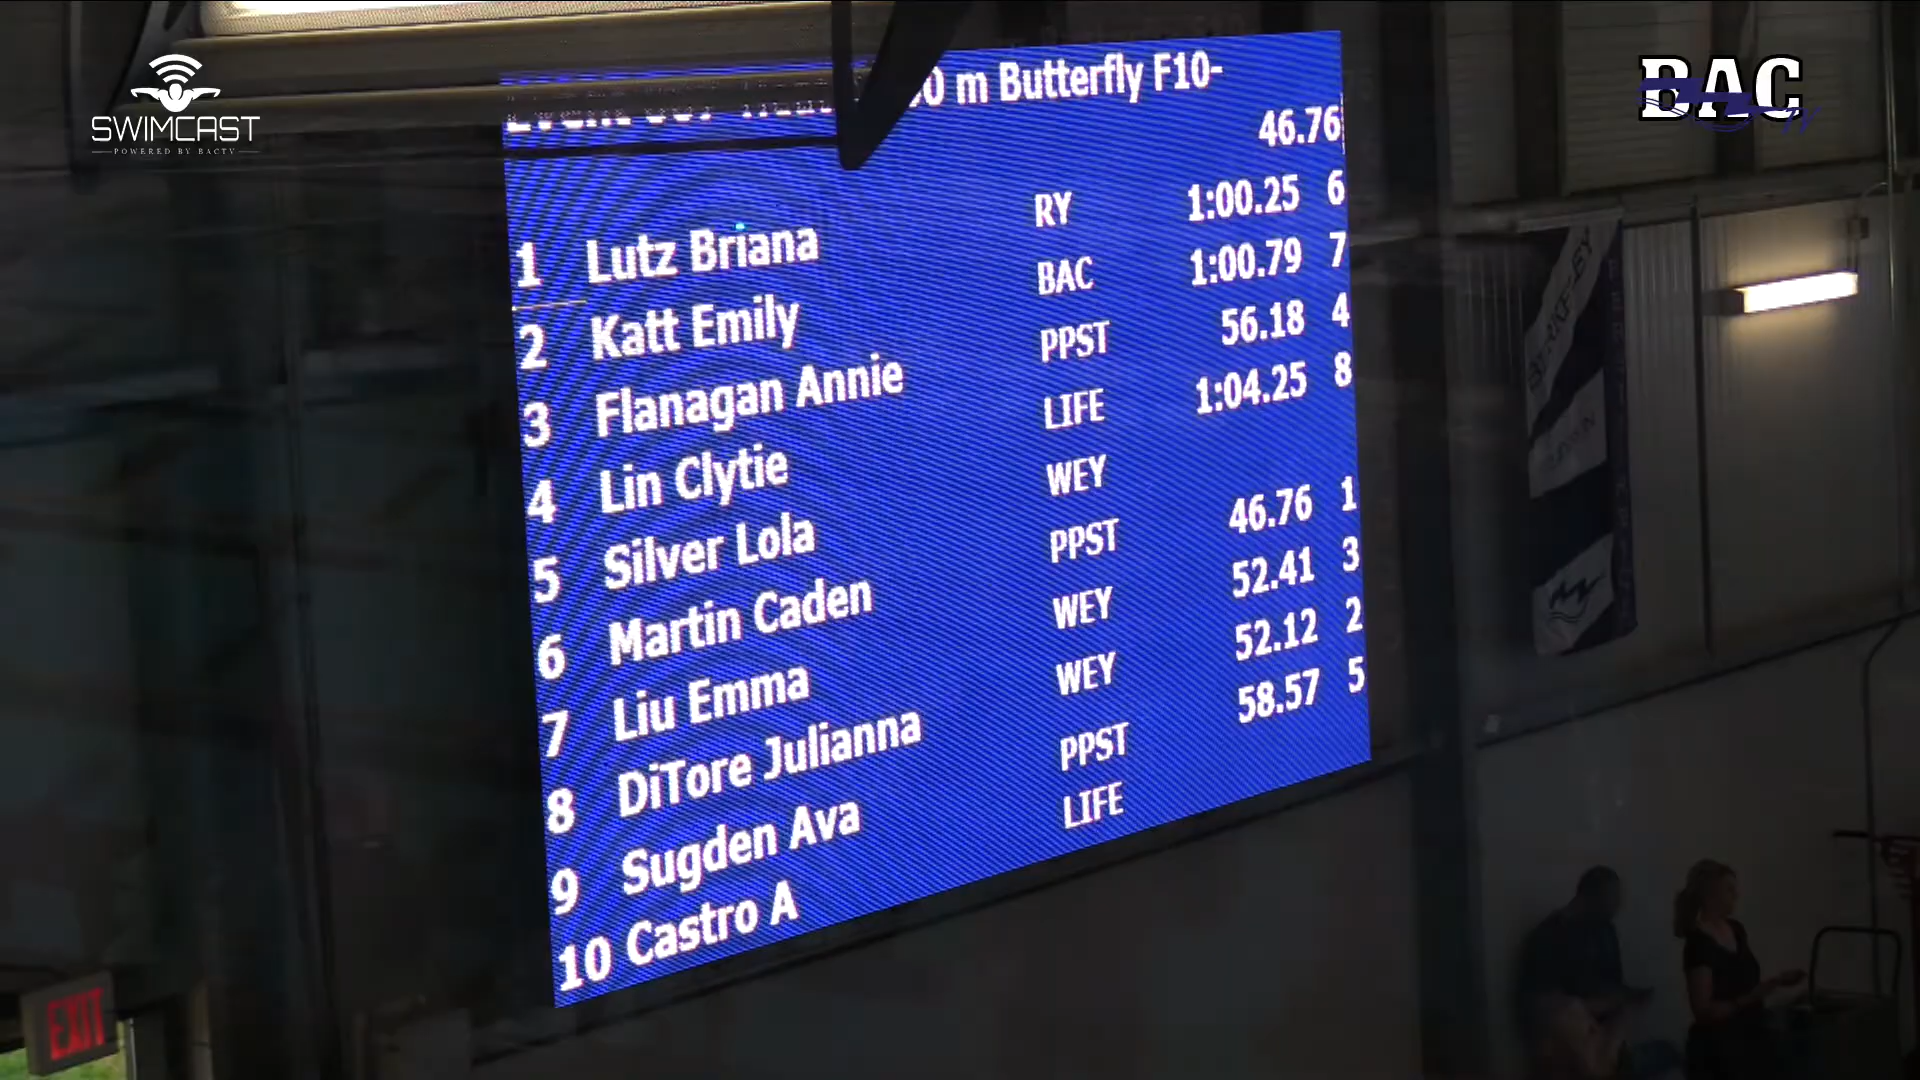 SWIMCAST
POWERED BY BACTV
BAC
TV
m Butterfly F10-
46.76
1 Lutz Briana RY 1:00.25 6
2 Katt Emily BAC 1:00.79 7
3 Flanagan Annie PPST 56.18 4
4 Lin Clytie LIFE 1:04.25 8
5 Silver Lola WEY
6 Martin Caden PPST 46.76 1
7 Liu Emma WEY 52.41 3
8 DiTore Julianna WEY 52.12 2
9 Sugden Ava PPST 58.57 5
10 Castro A LIFE
BERKELEY
EXIT